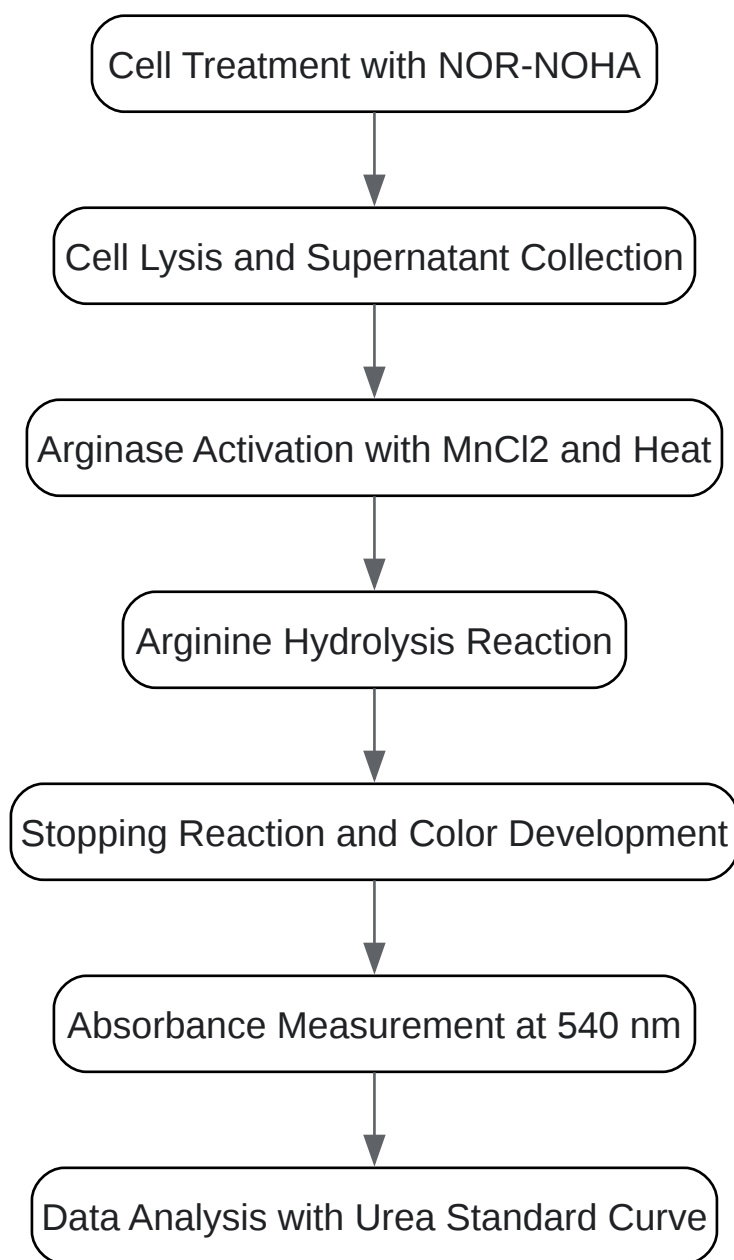 Cell Treatment with NOR-NOHA
Cell Lysis and Supernatant Collection
Arginase Activation with MnCl2 and Heat
Arginine Hydrolysis Reaction
Stopping Reaction and Color Development
Absorbance Measurement at 540 nm
Data Analysis with Urea Standard Curve